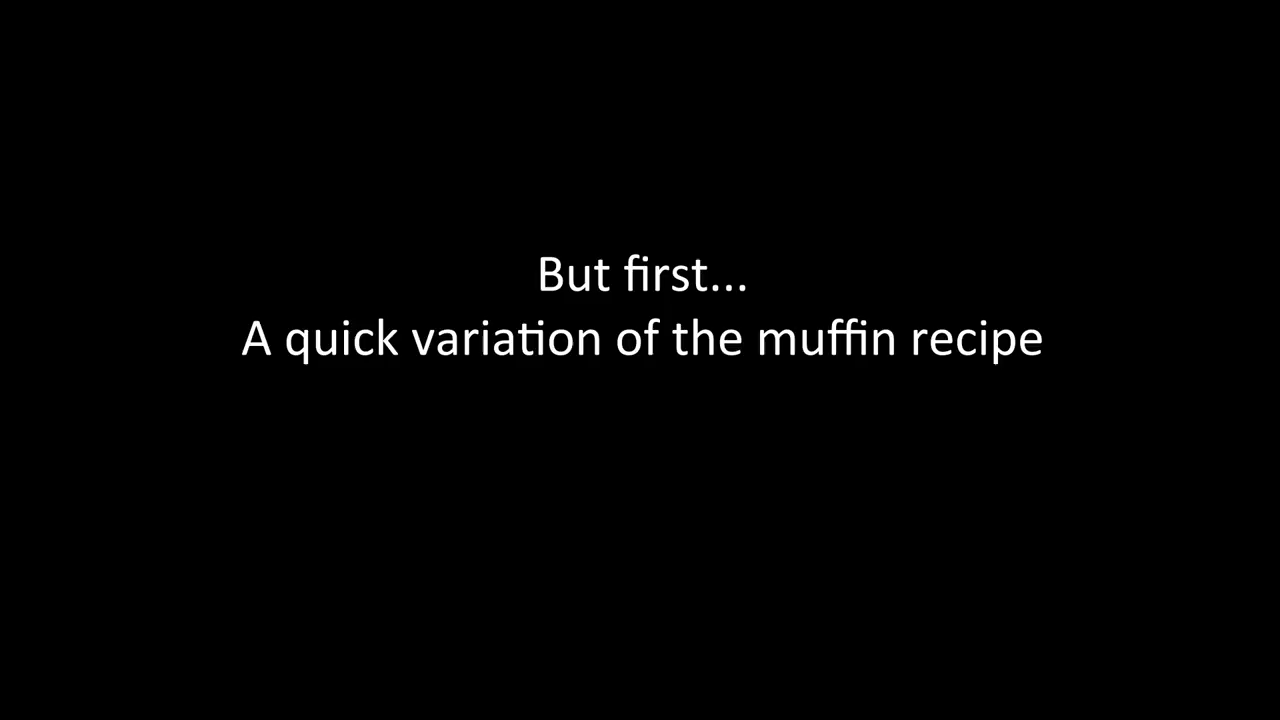 But first...
A quick variation of the muffin recipe